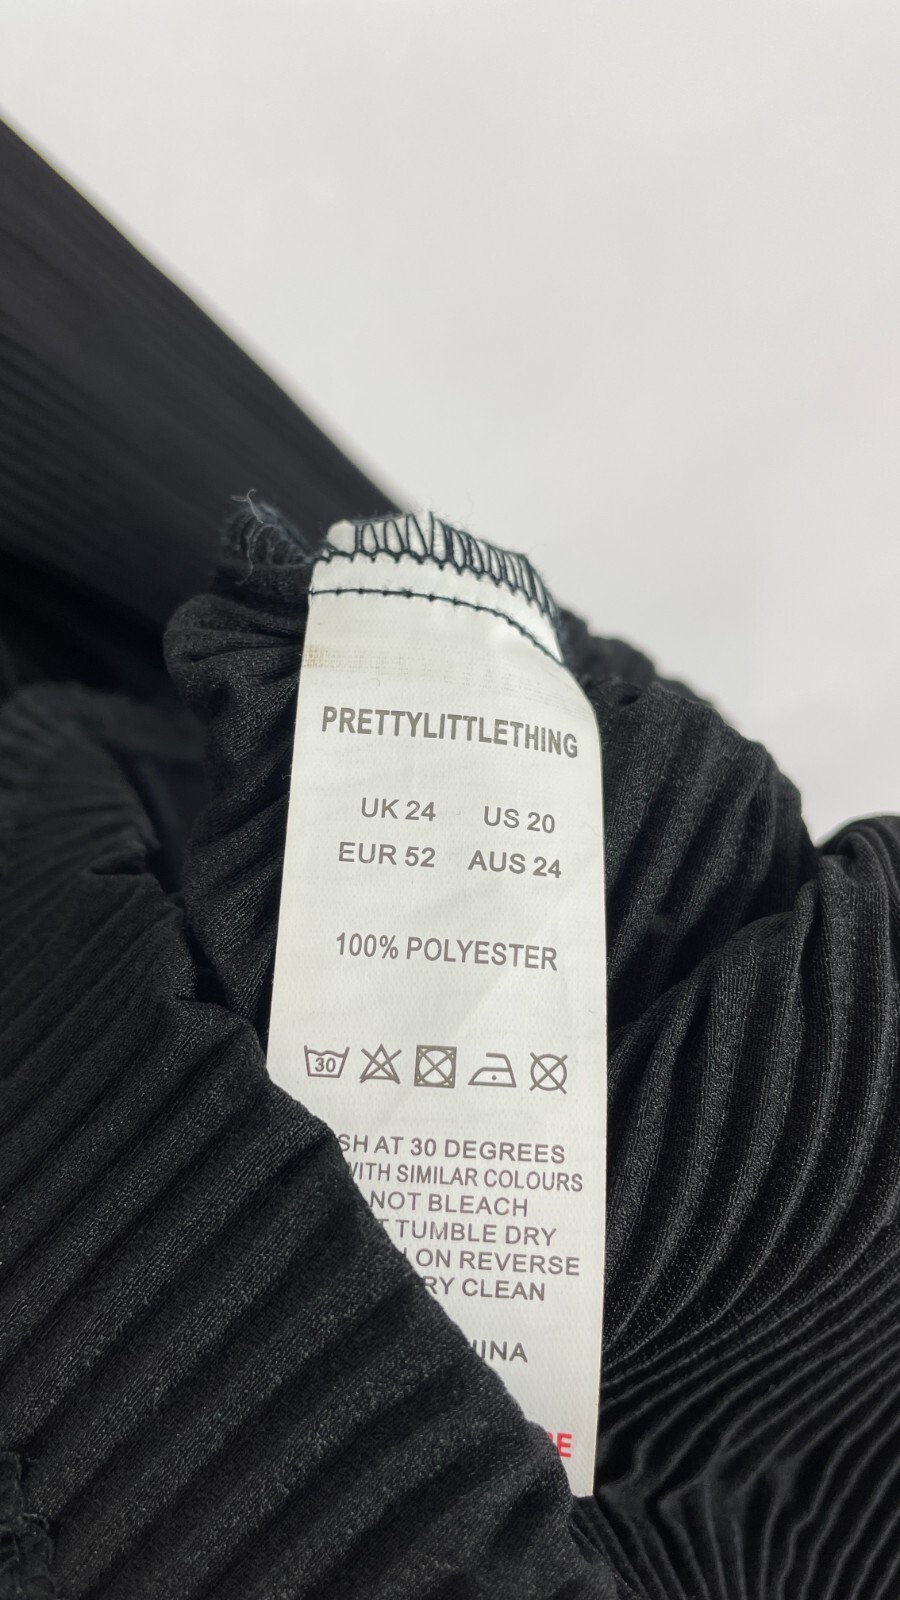 PRETTYLITTLETHING
UK 24 US 20
EUR 52 AUS 24
100% POLYESTER
30
SH AT 30 DEGREES
WITH SIMILAR COLOURS
NOT BLEACH
T TUMBLE DRY
ON REVERSE
RY CLEAN